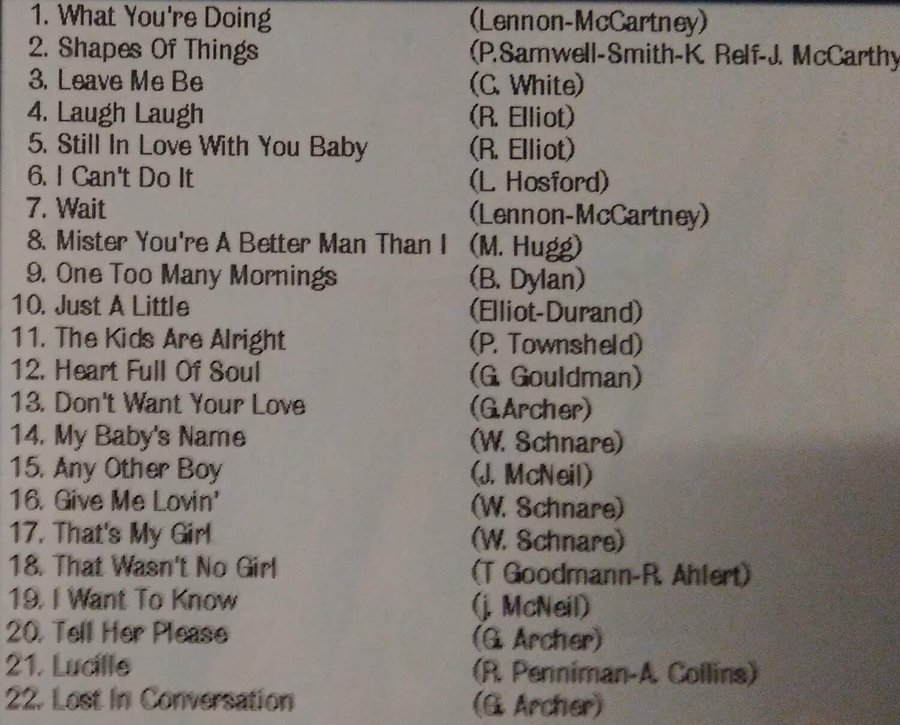 1. What You're Doing (Lennon-McCartney)
2. Shapes Of Things (P.Samwell-Smith-K. Relf-J. McCarthy
3. Leave Me Be (C. White)
4. Laugh Laugh (R. Elliot)
5. Still In Love With You Baby (R. Elliot)
6. I Can't Do It (L. Hosford)
7. Wait (Lennon-McCartney)
8. Mister You're A Better Man Than I (M. Hugg)
9. One Too Many Mornings (B. Dylan)
10. Just A Little (Elliot-Durand)
11. The Kids Are Alright (P. Townsheld)
12. Heart Full Of Soul (G. Gouldman)
13. Don't Want Your Love (G.Archer)
14. My Baby's Name (W. Schnare)
15. Any Other Boy (J. McNeil)
16. Give Me Lovin' (W. Schnare)
17. That's My Girl (W. Schnare)
18. That Wasn't No Girl (T Goodmann-R. Ahlert)
19. I Want To Know (j. McNeil)
20. Tell Her Please (G. Archer)
21. Lucille (R. Penniman-A. Collins)
22. Lost In Conversation (G. Archer)